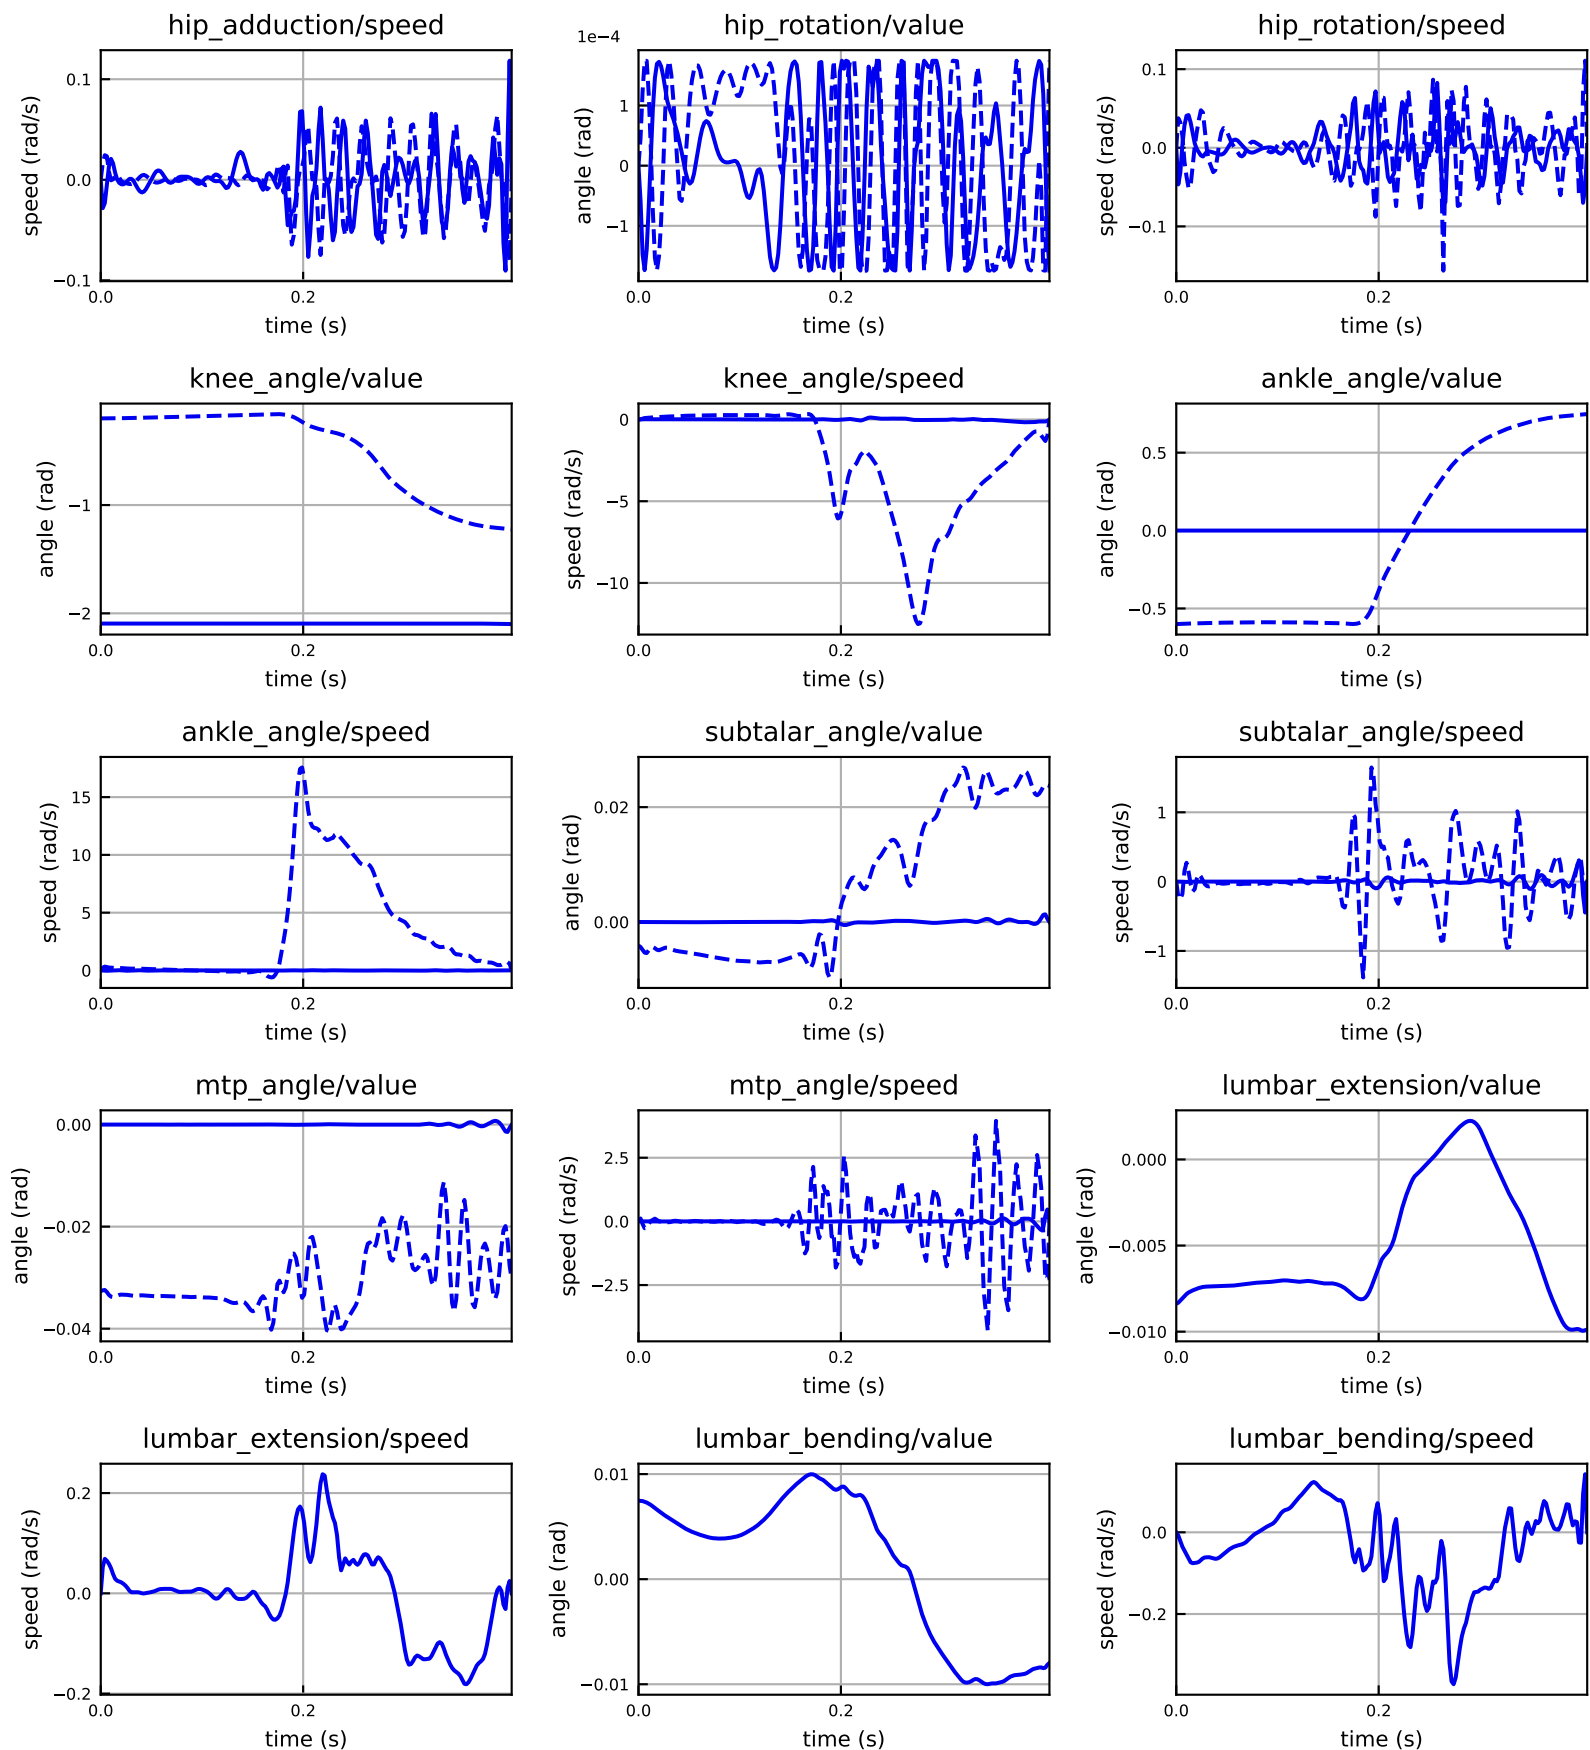 hip_adduction/speed
speed (rad/s)
0.1
0.0
−0.1
0.0
0.2
time (s)
hip_rotation/value
1e−4
angle (rad)
1
0
−1
0.0
0.2
time (s)
hip_rotation/speed
speed (rad/s)
0.1
0.0
−0.1
0.0
0.2
time (s)
knee_angle/value
angle (rad)
−1
−2
0.0
0.2
time (s)
knee_angle/speed
speed (rad/s)
0
−5
−10
0.0
0.2
time (s)
ankle_angle/value
angle (rad)
0.5
0.0
−0.5
0.0
0.2
time (s)
ankle_angle/speed
speed (rad/s)
15
10
5
0
0.0
0.2
time (s)
subtalar_angle/value
angle (rad)
0.02
0.00
0.0
0.2
time (s)
subtalar_angle/speed
speed (rad/s)
1
0
−1
0.0
0.2
time (s)
mtp_angle/value
angle (rad)
0.00
−0.02
−0.04
0.0
0.2
time (s)
mtp_angle/speed
speed (rad/s)
2.5
0.0
−2.5
0.0
0.2
time (s)
lumbar_extension/value
angle (rad)
0.000
−0.005
−0.010
0.0
0.2
time (s)
lumbar_extension/speed
speed (rad/s)
0.2
0.0
−0.2
0.0
0.2
time (s)
lumbar_bending/value
angle (rad)
0.01
0.00
−0.01
0.0
0.2
time (s)
lumbar_bending/speed
speed (rad/s)
0.0
−0.2
0.0
0.2
time (s)